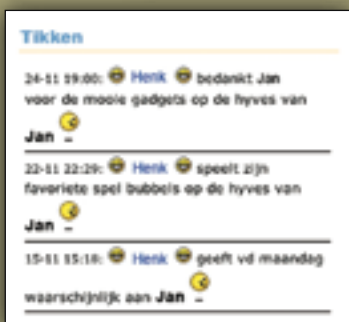 Tikken
24-11 19:00: Henk bedankt Jan
voor de mooie gadgets op de hyves van
Jan
22-11 22:29: Henk speelt zijn
favoriete spel bubbels op de hyves van
Jan
15-11 15:18: Henk geeft vd maandag
waarschijnlijk aan Jan